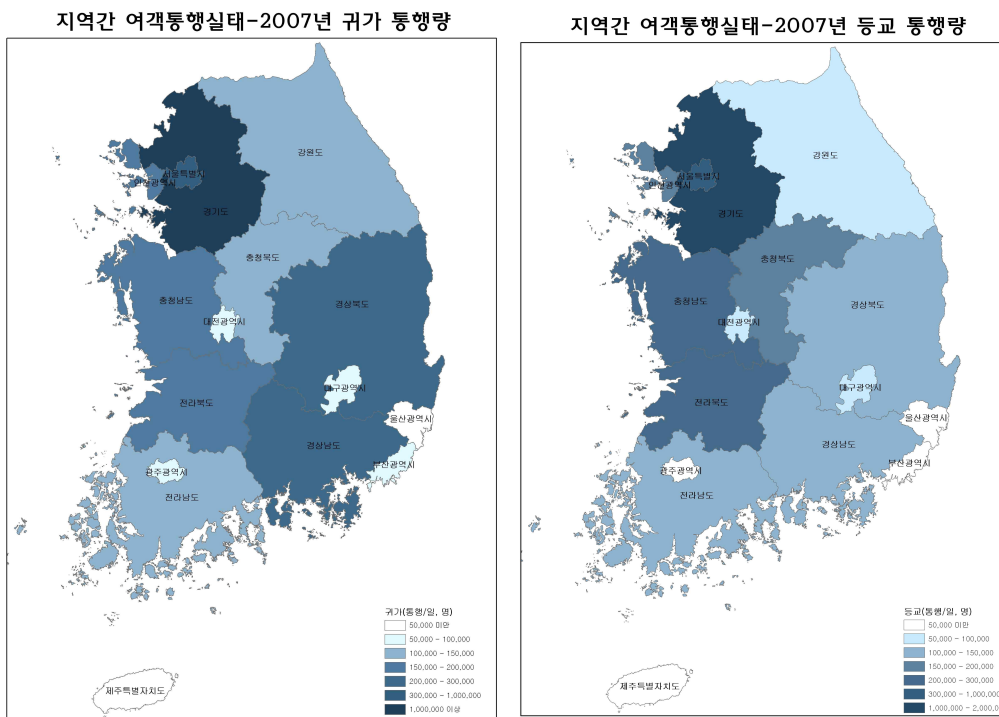 지역간 여객통행실태-2007년 귀가 통행량
강원도
서울특별시
인천광역시
경기도
충청북도
충청남도
경상북도
대전광역시
대구광역시
전라북도
울산광역시
경상남도
부산광역시
광주광역시
전라남도
제주특별자치도
귀가(통행/일, 명)
50,000 미만
50,000 - 100,000
100,000 - 150,000
150,000 - 200,000
200,000 - 300,000
300,000 - 1,000,000
1,000,000 이상
지역간 여객통행실태-2007년 등교 통행량
강원도
서울특별시
인천광역시
경기도
충청북도
충청남도
경상북도
대전광역시
대구광역시
전라북도
울산광역시
경상남도
부산광역시
광주광역시
전라남도
제주특별자치도
등교(통행/일, 명)
50,000 미만
50,000 - 100,000
100,000 - 150,000
150,000 - 200,000
200,000 - 300,000
300,000 - 1,000,00
1,000,000 - 2,000,0